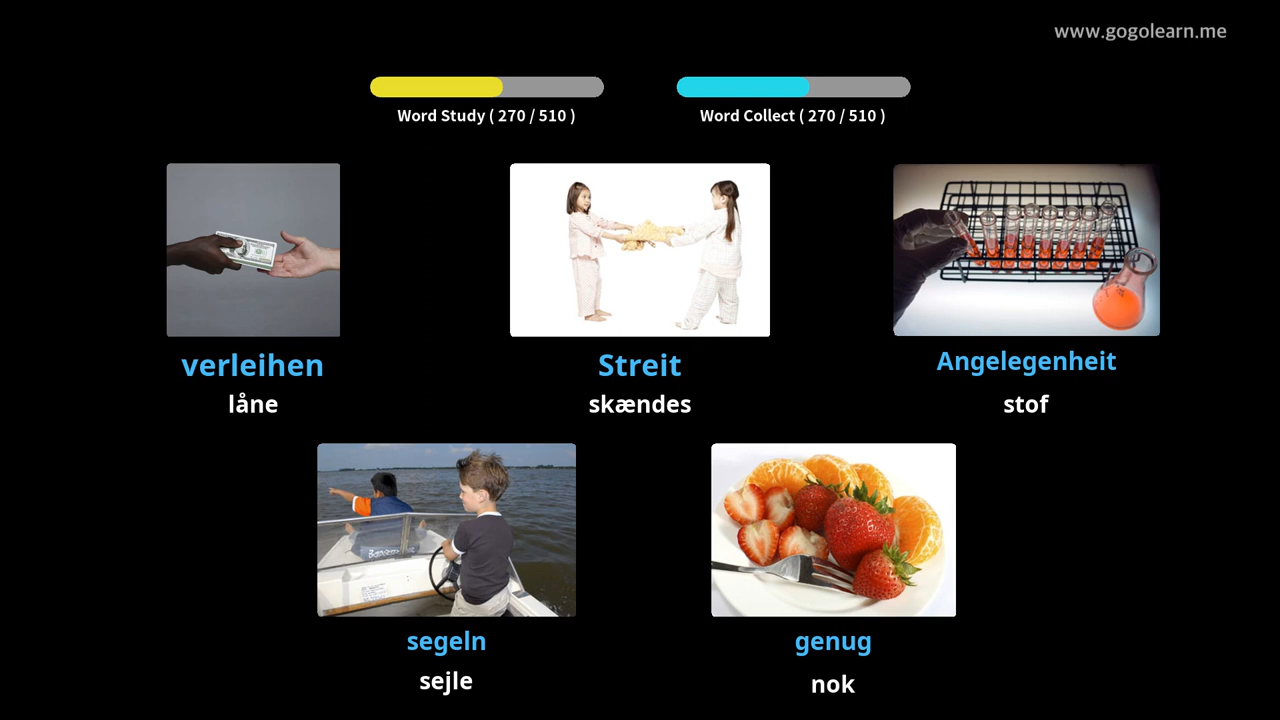 www.gogolearn.me
Word Study ( 270 / 510 )
Word Collect ( 270 / 510 )
verleihen
låne
Streit
skændes
Angelegenheit
stof
segeln
sejle
genug
nok